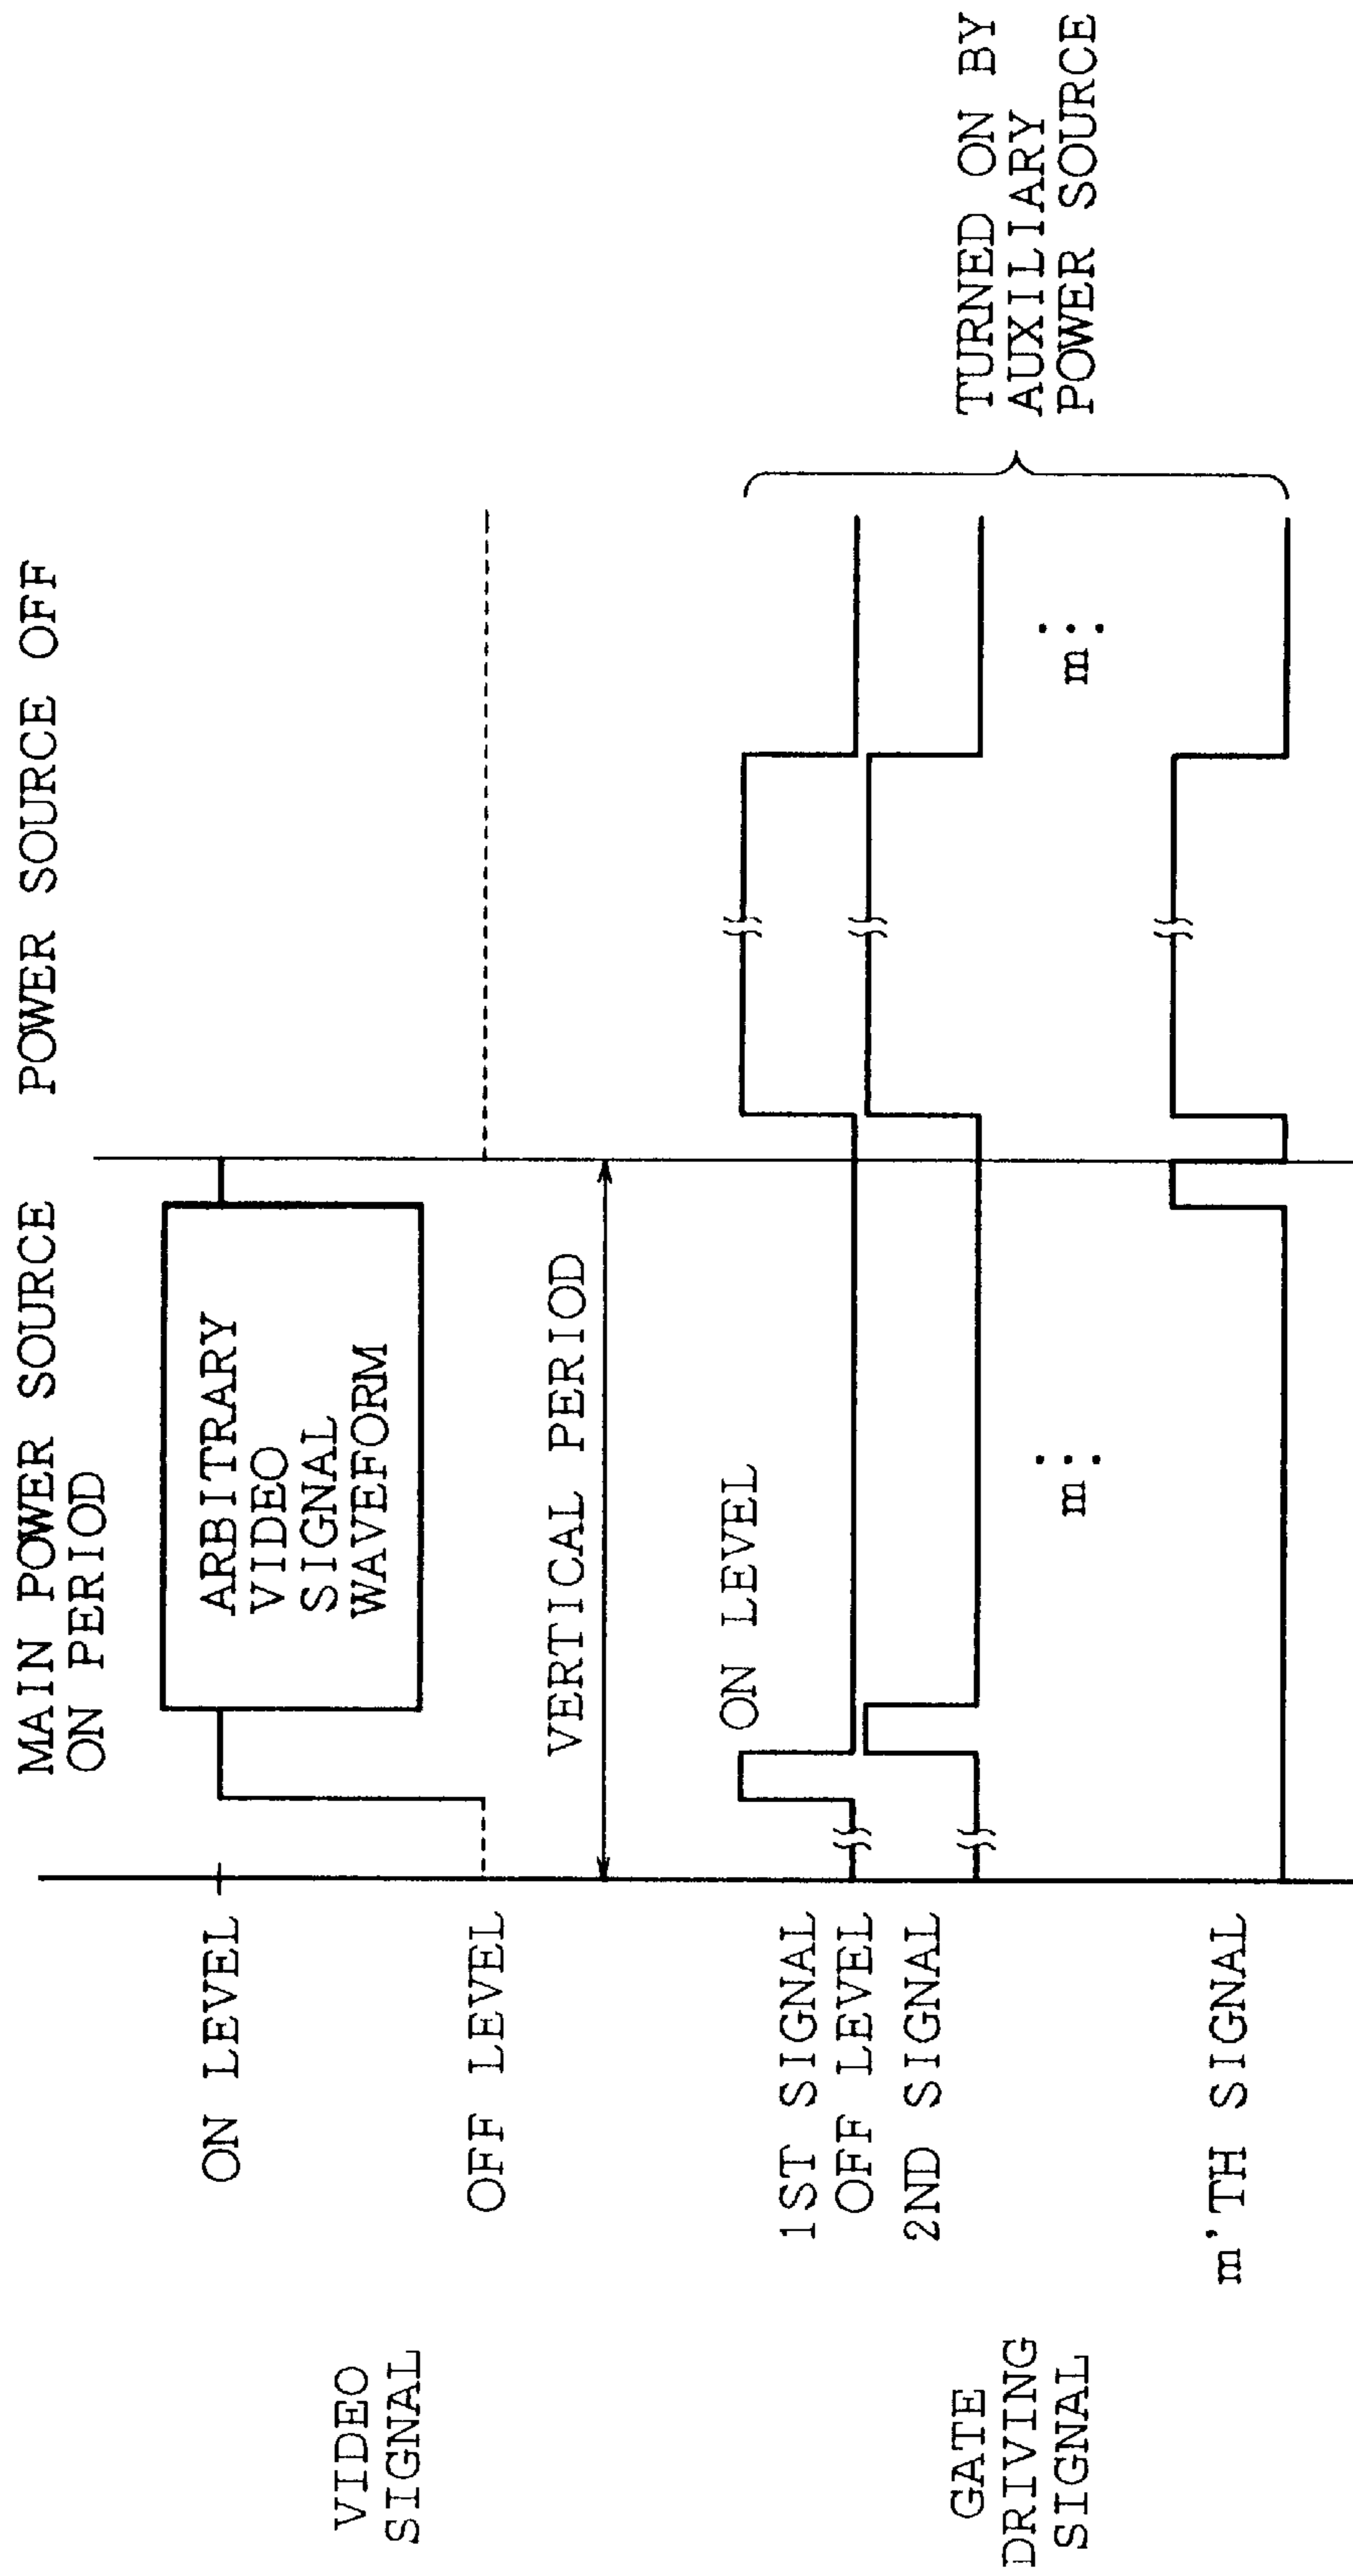 MAIN POWER SOURCE
ON PERIOD
POWER SOURCE OFF
VIDEO
SIGNAL
ON LEVEL
OFF LEVEL
ARBITRARY
VIDEO
SIGNAL
WAVEFORM
VERTICAL PERIOD
GATE
DRIVING
SIGNAL
1ST SIGNAL
OFF LEVEL
2ND SIGNAL
m'TH SIGNAL
ON LEVEL
m
m
TURNED ON BY
AUXILIARY
POWER SOURCE